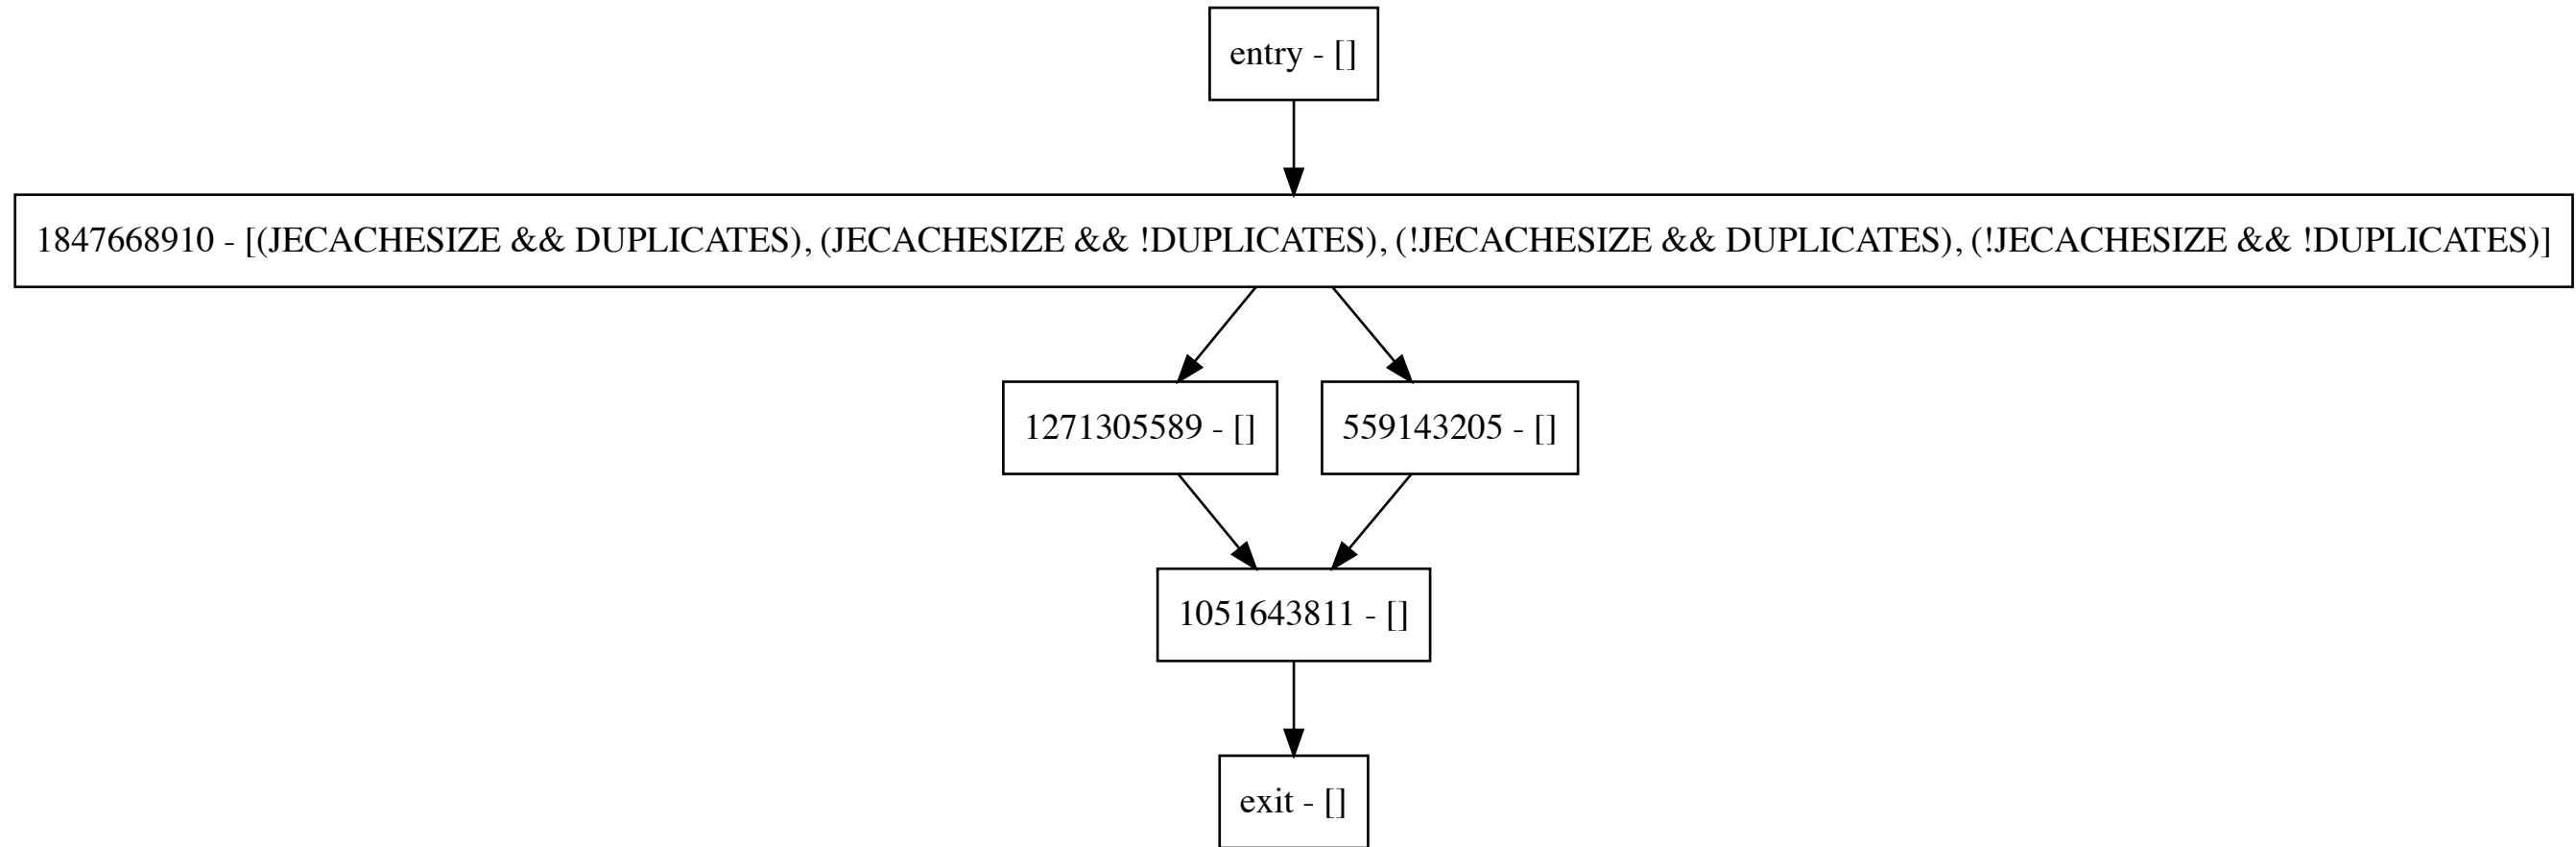 entry - []
1847668910 - [(JECACHESIZE && DUPLICATES), (JECACHESIZE && !DUPLICATES), (!JECACHESIZE && DUPLICATES), (!JECACHESIZE && !DUPLICATES)]
1271305589 - []
559143205 - []
1051643811 - []
exit - []